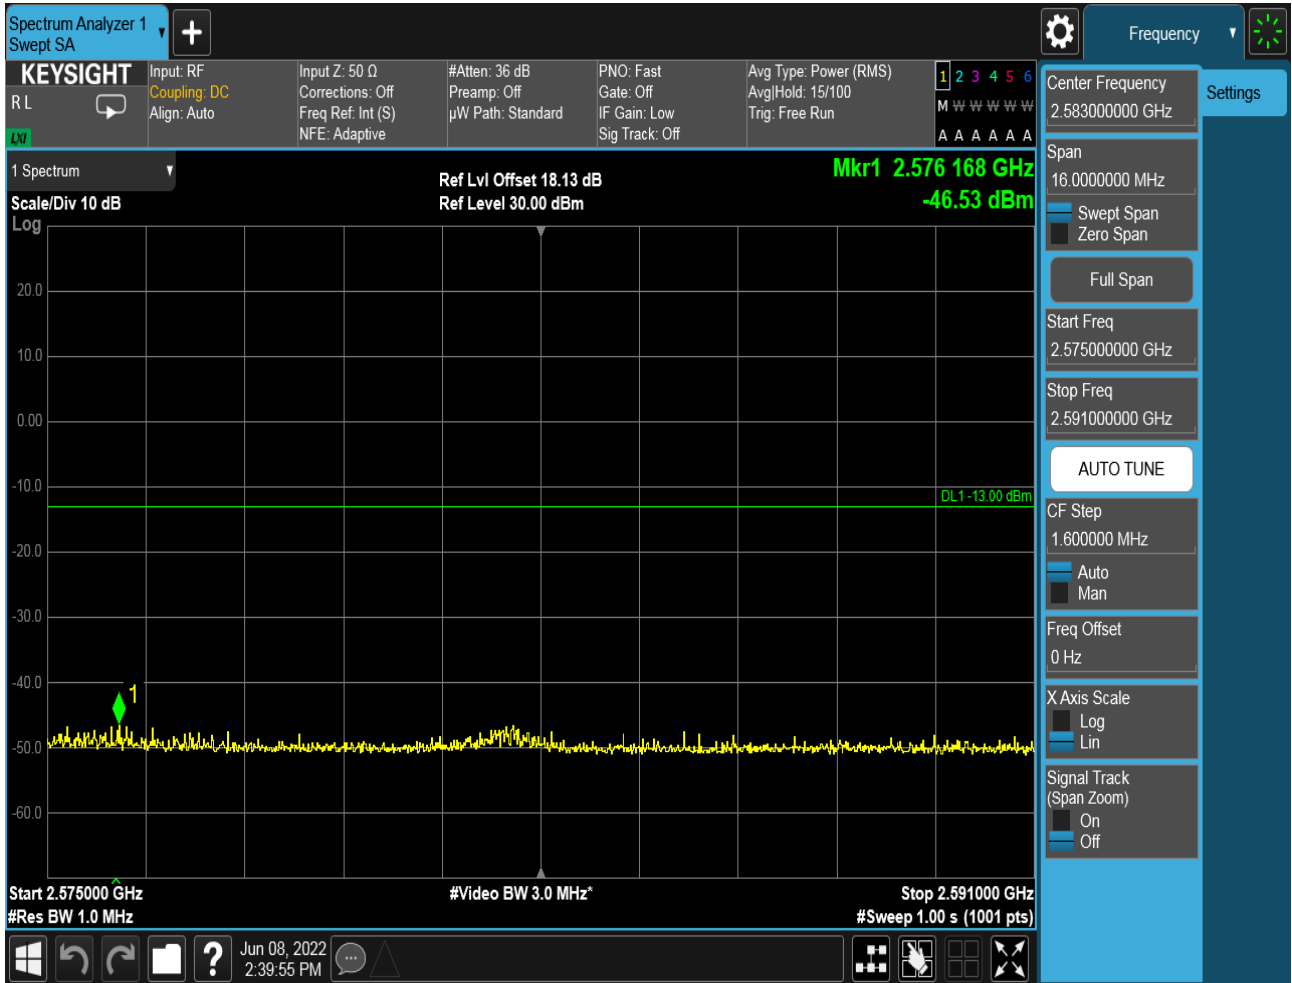 Spectrum Analyzer 1
Swept SA
Frequency
KEYSIGHT
R L
LXI
Input: RF
Coupling: DC
Align: Auto
Input Z: 50 Ω
Corrections: Off
Freq Ref: Int (S)
NFE: Adaptive
#Atten: 36 dB
Preamp: Off
µW Path: Standard
PNO: Fast
Gate: Off
IF Gain: Low
Sig Track: Off
Avg Type: Power (RMS)
Avg|Hold: 15/100
Trig: Free Run
1 2 3 4 5 6
M W W W W W
A A A A A A
1 Spectrum
Scale/Div 10 dB
Log
Ref Lvl Offset 18.13 dB
Ref Level 30.00 dBm
Mkr1 2.576 168 GHz
-46.53 dBm
20.0
10.0
0.00
-10.0
DL1 -13.00 dBm
-20.0
-30.0
-40.0
1
-50.0
-60.0
Start 2.575000 GHz
#Res BW 1.0 MHz
#Video BW 3.0 MHz*
Stop 2.591000 GHz
#Sweep 1.00 s (1001 pts)
Center Frequency
2.583000000 GHz
Settings
Span
16.0000000 MHz
Swept Span
Zero Span
Full Span
Start Freq
2.575000000 GHz
Stop Freq
2.591000000 GHz
AUTO TUNE
CF Step
1.600000 MHz
Auto
Man
Freq Offset
0 Hz
X Axis Scale
Log
Lin
Signal Track
(Span Zoom)
On
Off
?
Jun 08, 2022
2:39:55 PM